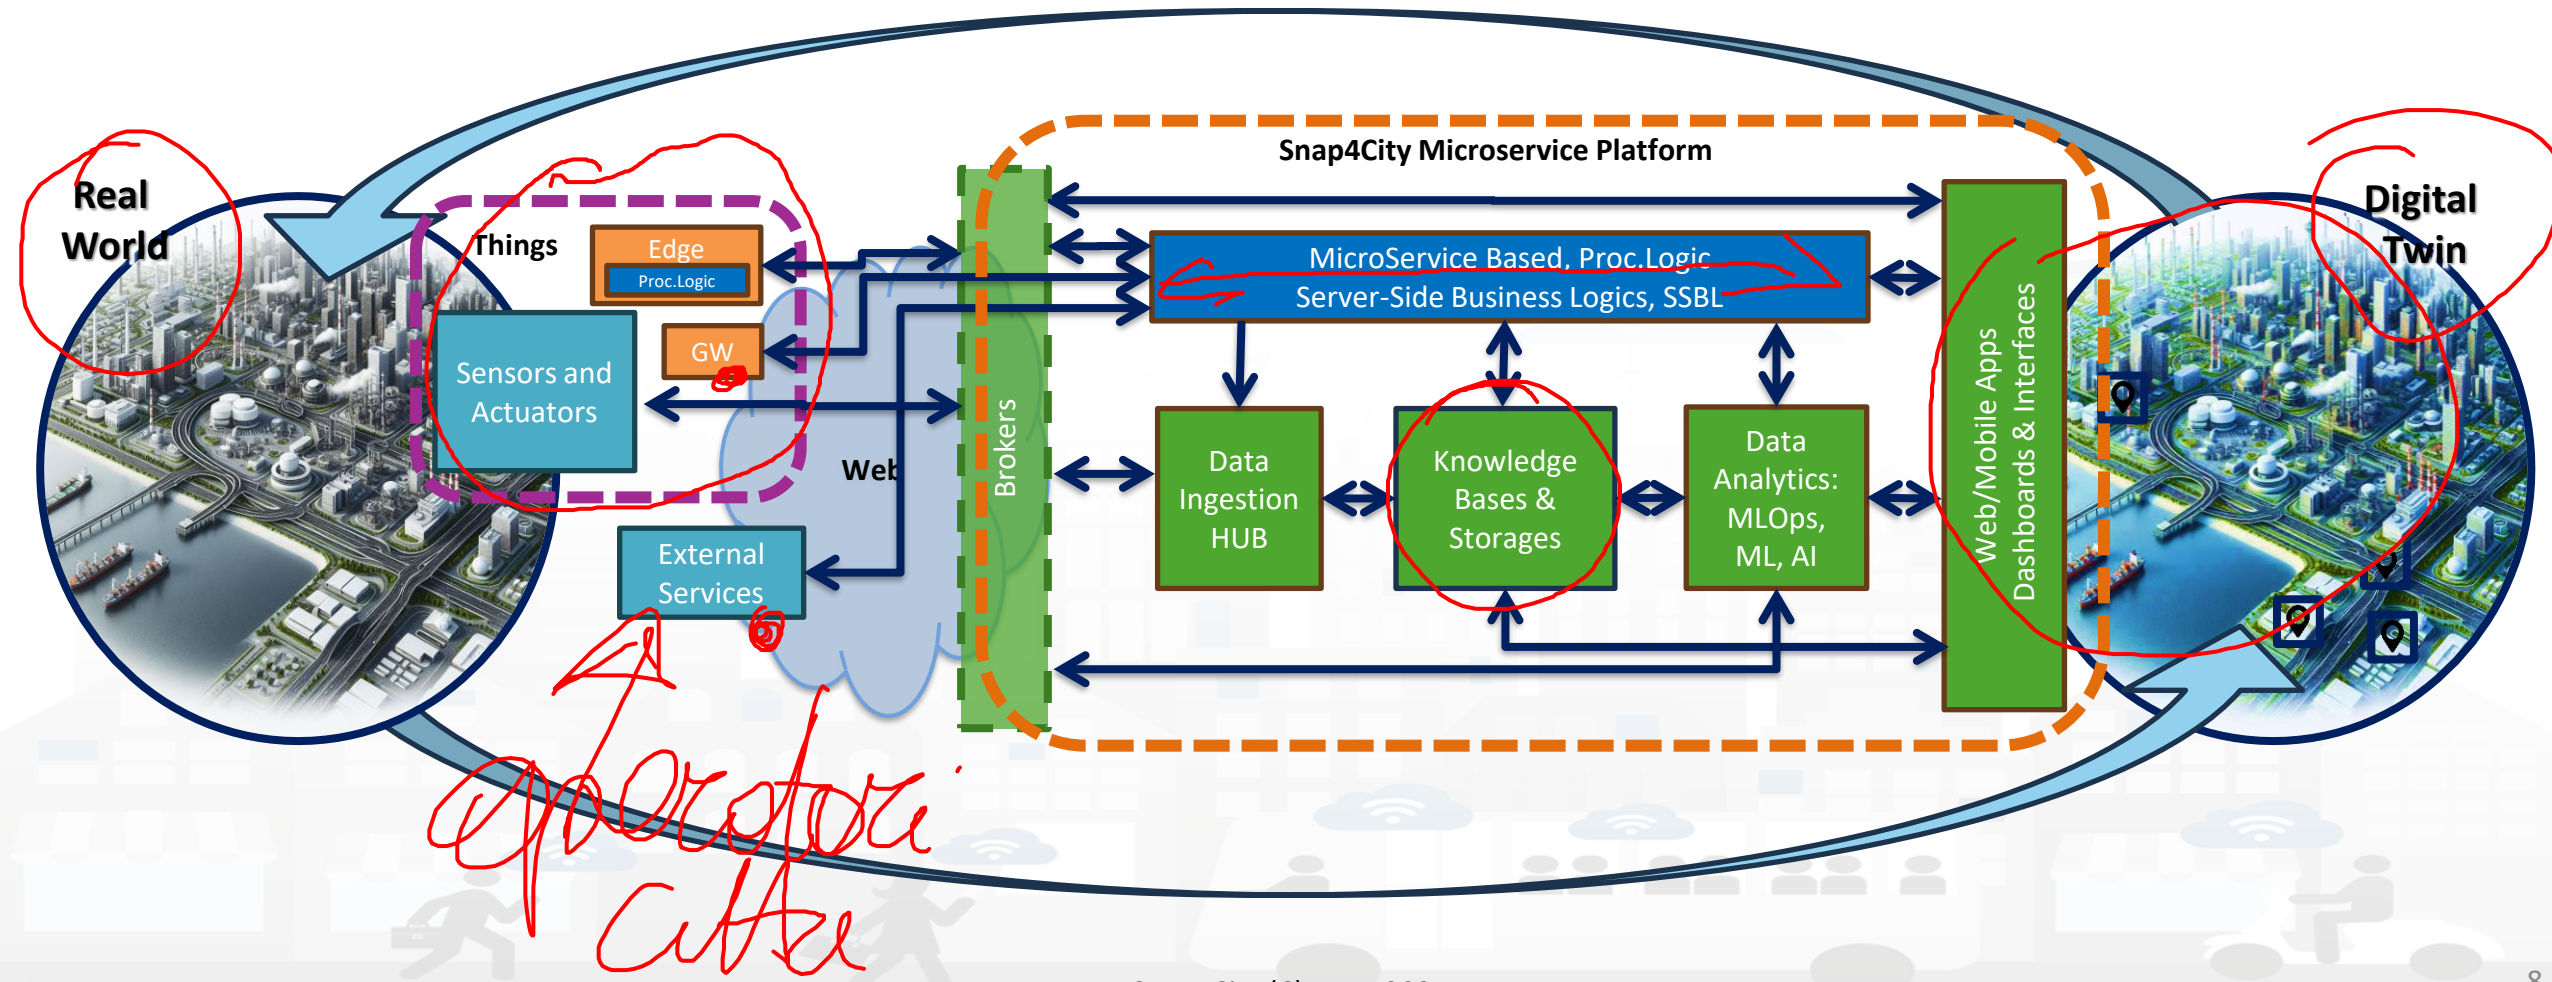 Snap4City Microservice Platform
Real
World
Digital
Twin
Things
Edge
Proc.Logic
GW
Sensors and
Actuators
External
Services
Web
Brokers
MicroService Based, Proc.Logic
Server-Side Business Logics, SSBL
Data
Ingestion
HUB
Knowledge
Bases &
Storages
Data
Analytics:
MLOps,
ML, AI
Web/Mobile Apps
Dashboards & Interfaces
operatori
8